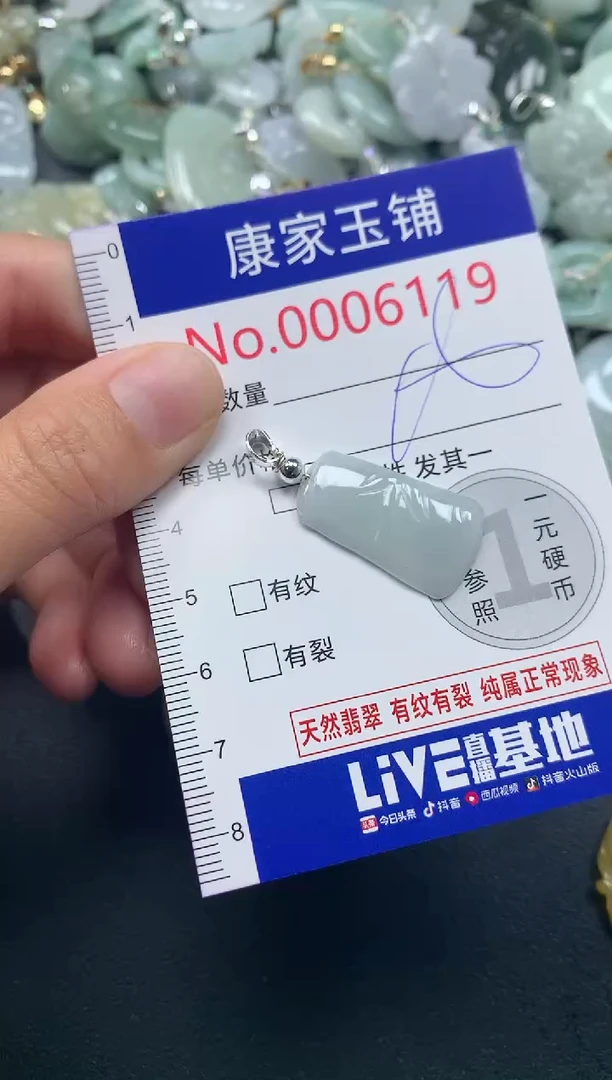 康家玉铺
No.0006119
数量
每单价
发其一
有纹
有裂
一元硬币
1
参照
天然翡翠 有纹有裂 纯属正常现象
LiVE直播基地
头条 今日头条 抖音 西瓜视频 抖音火山版
0
1
4
5
6
7
8